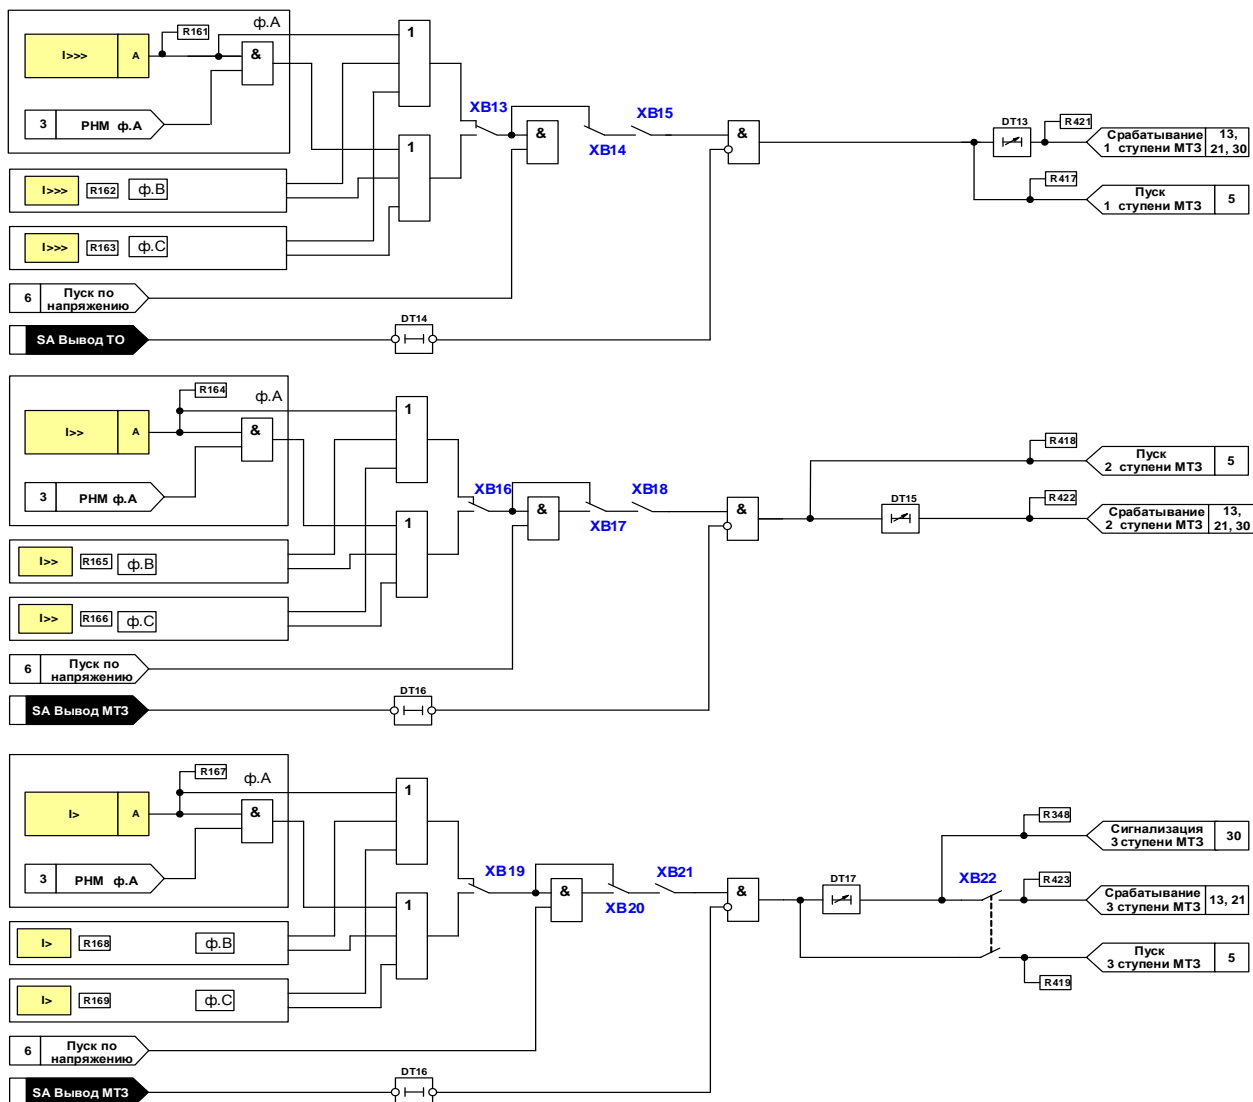 I>>> A
R161
ф.А
&
1
3 РНМ ф.А
XB13
1
&
XB14
XB15
&
DT13
R421
Срабатывание
1 ступени МТЗ
13,
21, 30
R417
Пуск
1 ступени МТЗ
5
I>>> R162 ф.В
I>>> R163 ф.С
6 Пуск по
напряжению
SA Вывод ТО
DT14
I>> A
R164
ф.А
&
1
3 РНМ ф.А
XB16
1
&
XB17
XB18
&
R418
Пуск
2 ступени МТЗ
5
DT15
R422
Срабатывание
2 ступени МТЗ
13,
21, 30
I>> R165 ф.В
I>> R166 ф.С
6 Пуск по
напряжению
SA Вывод МТЗ
DT16
I> A
R167
ф.А
&
1
3 РНМ ф.А
XB19
1
&
XB20
XB21
&
DT17
R348
Сигнализация
3 ступени МТЗ
30
XB22
R423
Срабатывание
3 ступени МТЗ
13, 21
Пуск
3 ступени МТЗ
5
R419
I> R168 ф.В
I> R169 ф.С
6 Пуск по
напряжению
SA Вывод МТЗ
DT16